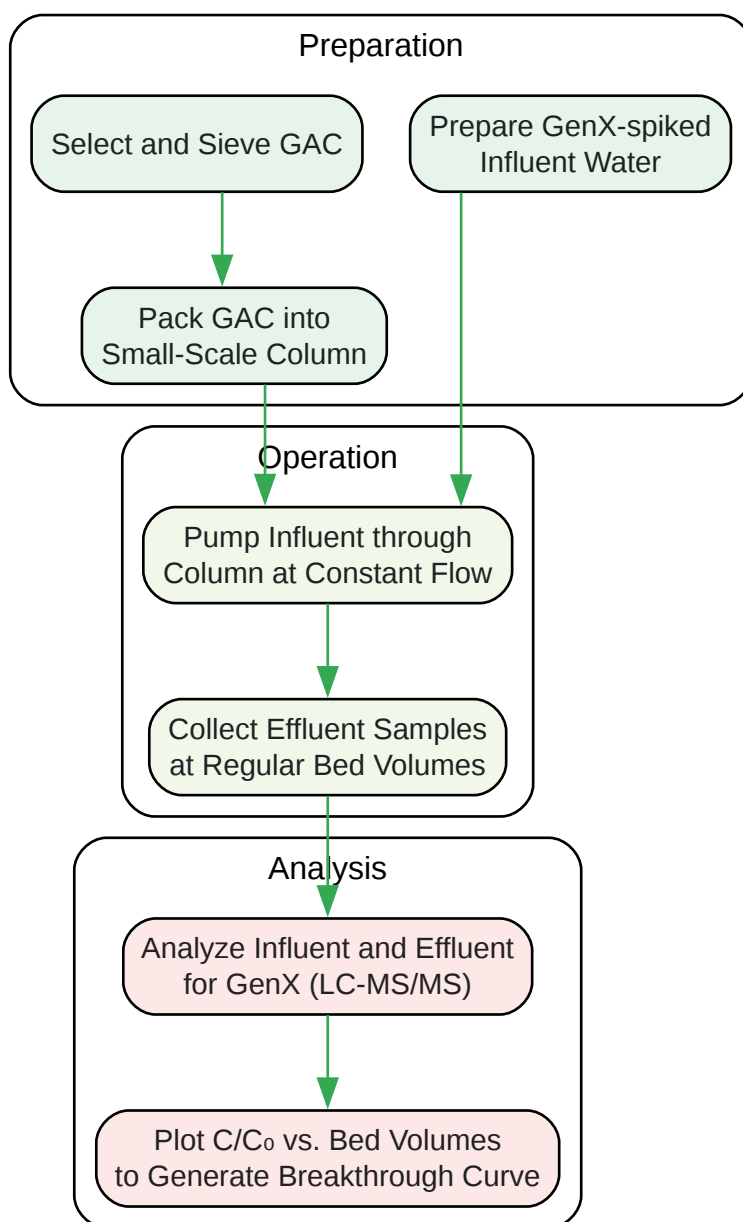 Preparation
Select and Sieve GAC
Prepare GenX-spiked
Influent Water
Pack GAC into
Small-Scale Column
Operation
Pump Influent through
Column at Constant Flow
Collect Effluent Samples
at Regular Bed Volumes
Analysis
Analyze Influent and Effluent
for GenX (LC-MS/MS)
Plot C/C₀ vs. Bed Volumes
to Generate Breakthrough Curve